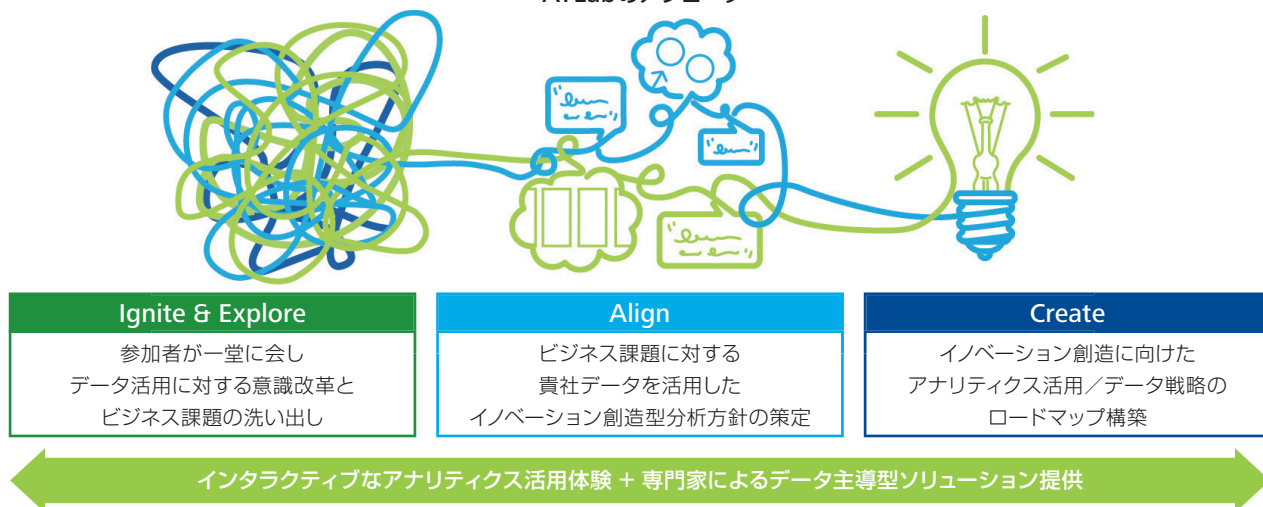 Ignite & Explore
参加者が一堂に会し
データ活用に対する意識改革と
ビジネス課題の洗い出し
Align
ビジネス課題に対する
貴社データを活用した
イノベーション創造型分析方針の策定
Create
イノベーション創造に向けた
アナリティクス活用／データ戦略の
ロードマップ構築
インタラクティブなアナリティクス活用体験 + 専門家によるデータ主導型ソリューション提供